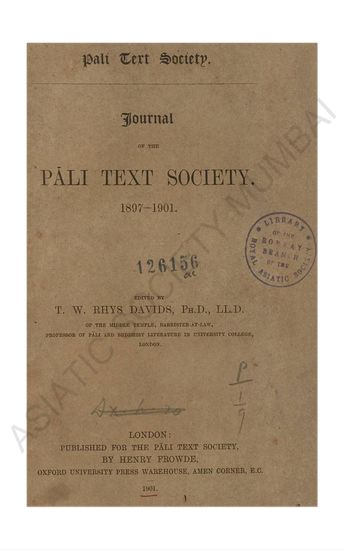 Pali Text Society.
Journal
OF THE
PĀLI TEXT SOCIETY.
1897-1901.
LIBRARY
OF THE
BOMBAY
BRANCH
OF THE
ROYAL ASIATIC SOCIETY
126156
EDITED BY
T. W. RHYS DAVIDS, PH.D., LL.D.
OF THE MIDDLE TEMPLE, BARRISTER-AT-LAW,
PROFESSOR OF PĀLI AND BUDDHIST LITERATURE IN UNIVERSITY COLLEGE,
LONDON.
P
LONDON:
PUBLISHED FOR THE PĀLI TEXT SOCIETY,
BY HENRY FROWDE,
OXFORD UNIVERSITY PRESS WAREHOUSE, AMEN CORNER, E.C.
1901.
ASIATIC SOCIETY MUMBAI